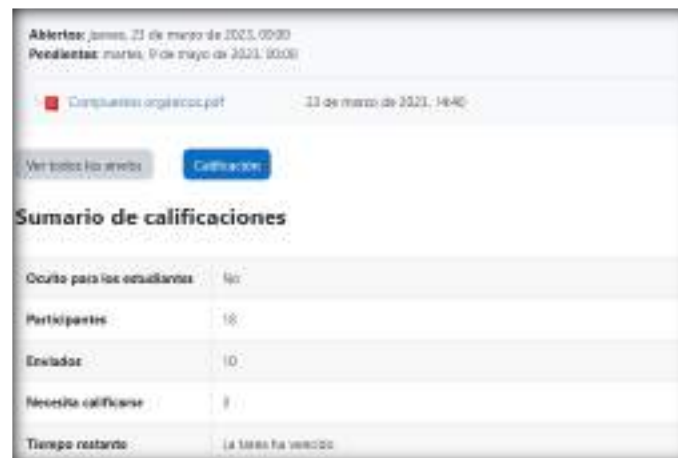 Abiertos: jueves, 23 de marzo de 2023, 00:00
Pendientes: martes, 9 de mayo de 2023, 00:00
Compuestos orgánicos.pdf 23 de marzo de 2023, 14:40
Ver todos los envíos Calificación
Sumario de calificaciones
Oculto para los estudiantes No
Participantes 18
Enviados 10
Necesita calificarse
Tiempo restante La tarea ha vencido